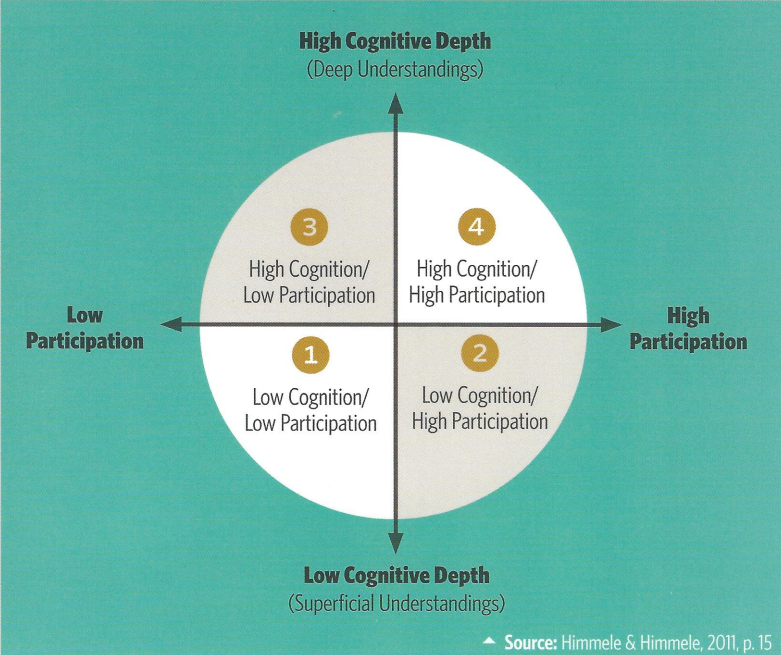 High Cognitive Depth
(Deep Understandings)
3
High Cognition/
Low Participation
4
High Cognition/
High Participation
Low
Participation
High
Participation
1
Low Cognition/
Low Participation
2
Low Cognition/
High Participation
Low Cognitive Depth
(Superficial Understandings)
Source: Himmele & Himmele, 2011, p. 15